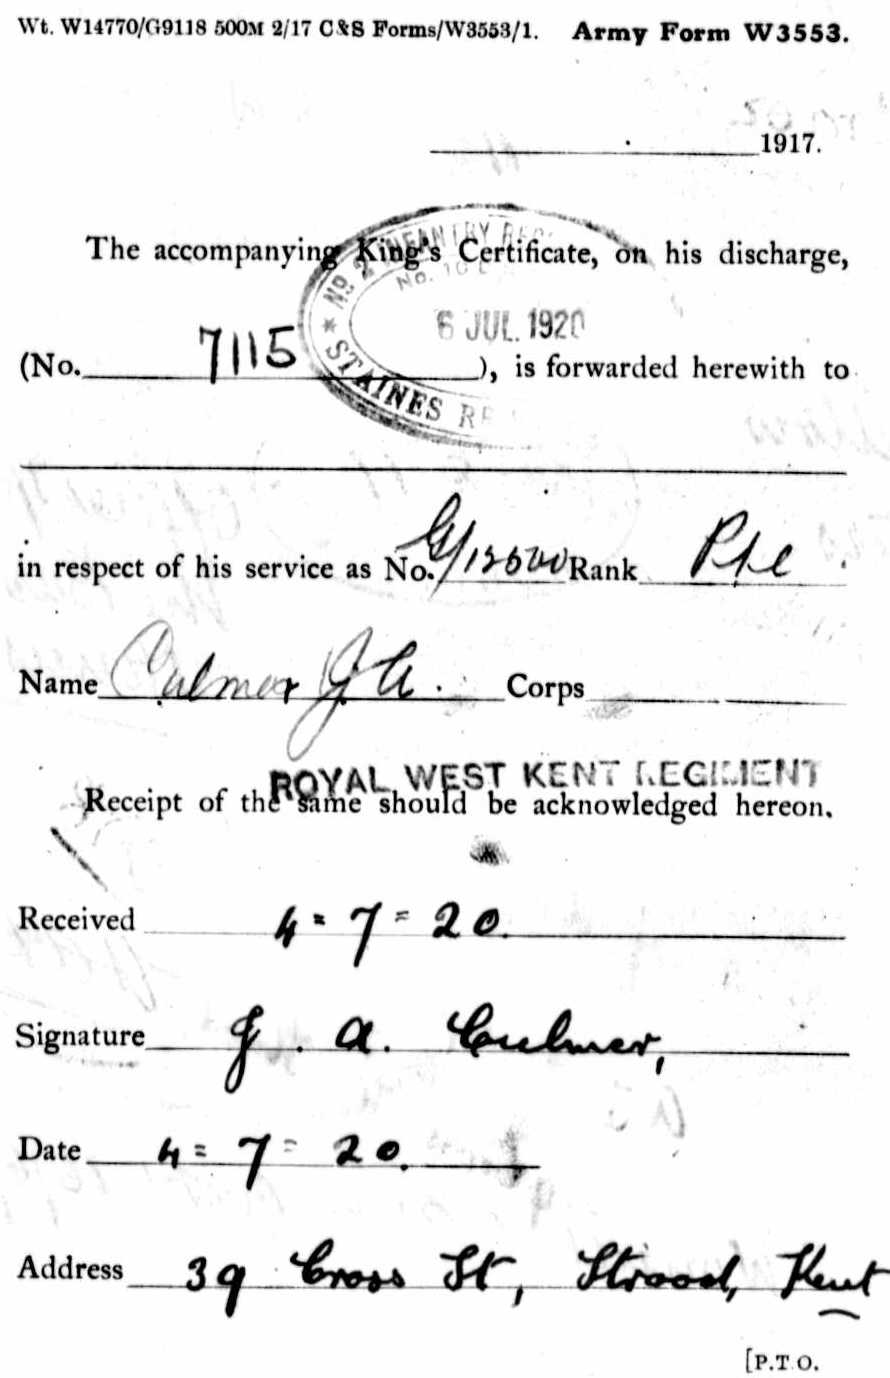 Wt. W14770/G9118 500M 2/17 C&S Forms/W3553/1. Army Form W3553.
1917.
The accompanying King's Certificate, on his discharge,
No 2 INFANTRY REC
No. 10
6 JUL. 1920
STAINES
(No. 7115 ), is forwarded herewith to
in respect of his service as No. G/12500 Rank Pte
Name Culmer J A. Corps
ROYAL WEST KENT REGIMENT
Receipt of the same should be acknowledged hereon.
Received 4=7=20.
Signature J. A. Culmer,
Date 4=7=20.
Address 39 Cross St, Strood, Kent
[P.T.O.